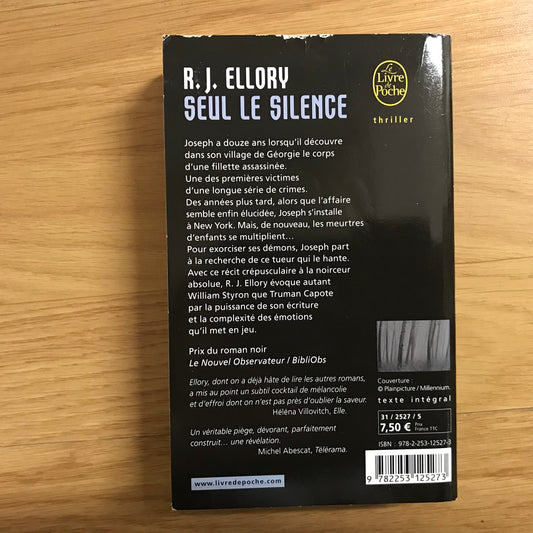 R. J. ELLORY
SEUL LE SILENCE
Le
Livre
de
Poche
thriller
Joseph a douze ans lorsqu'il découvre
dans son village de Géorgie le corps
d'une fillette assassinée.
Une des premières victimes
d'une longue série de crimes.
Des années plus tard, alors que l'affaire
semble enfin élucidée, Joseph s'installe
à New York. Mais, de nouveau, les meurtres
d'enfants se multiplient…
Pour exorciser ses démons, Joseph part
à la recherche de ce tueur qui le hante.
Avec ce récit crépusculaire à la noirceur
absolue, R. J. Ellory évoque autant
William Styron que Truman Capote
par la puissance de son écriture
et la complexité des émotions
qu'il met en jeu.
Prix du roman noir
Le Nouvel Observateur / BibliObs
Ellory, dont on a déjà hâte de lire les autres romans,
a mis au point un subtil cocktail de mélancolie
et d'effroi dont on n'est pas près d'oublier la saveur.
Héléna Villovitch, Elle.
Un véritable piège, dévorant, parfaitement
construit… une révélation.
Michel Abescat, Télérama.
www.livredepoche.com
Couverture :
© Plainpicture / Millennium.
texte intégral
31 / 2527 / 5
7,50 € Prix
France TTC
ISBN : 978-2-253-12527-3
9 782253 125273